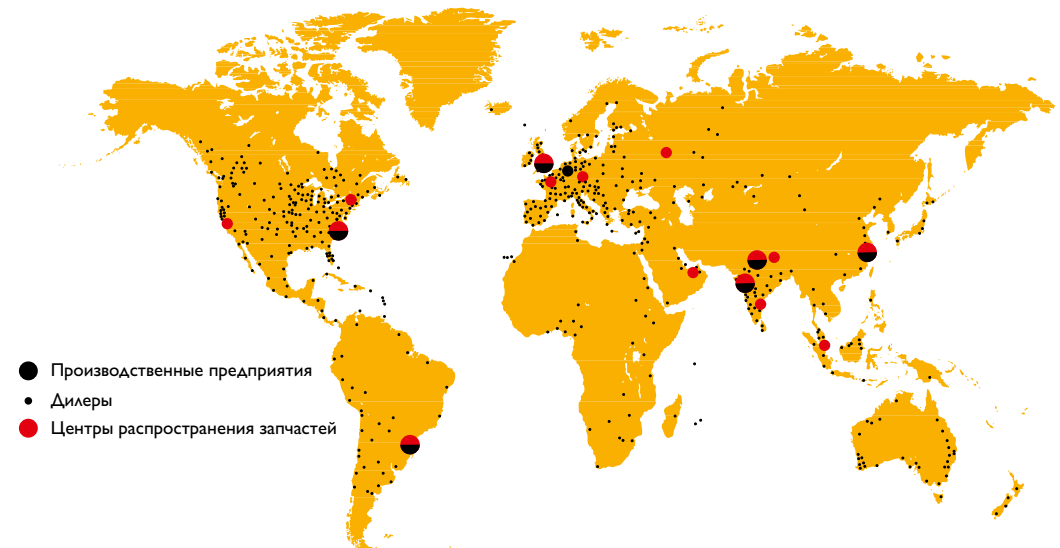 Производственные предприятия
Дилеры
Центры распространения запчастей